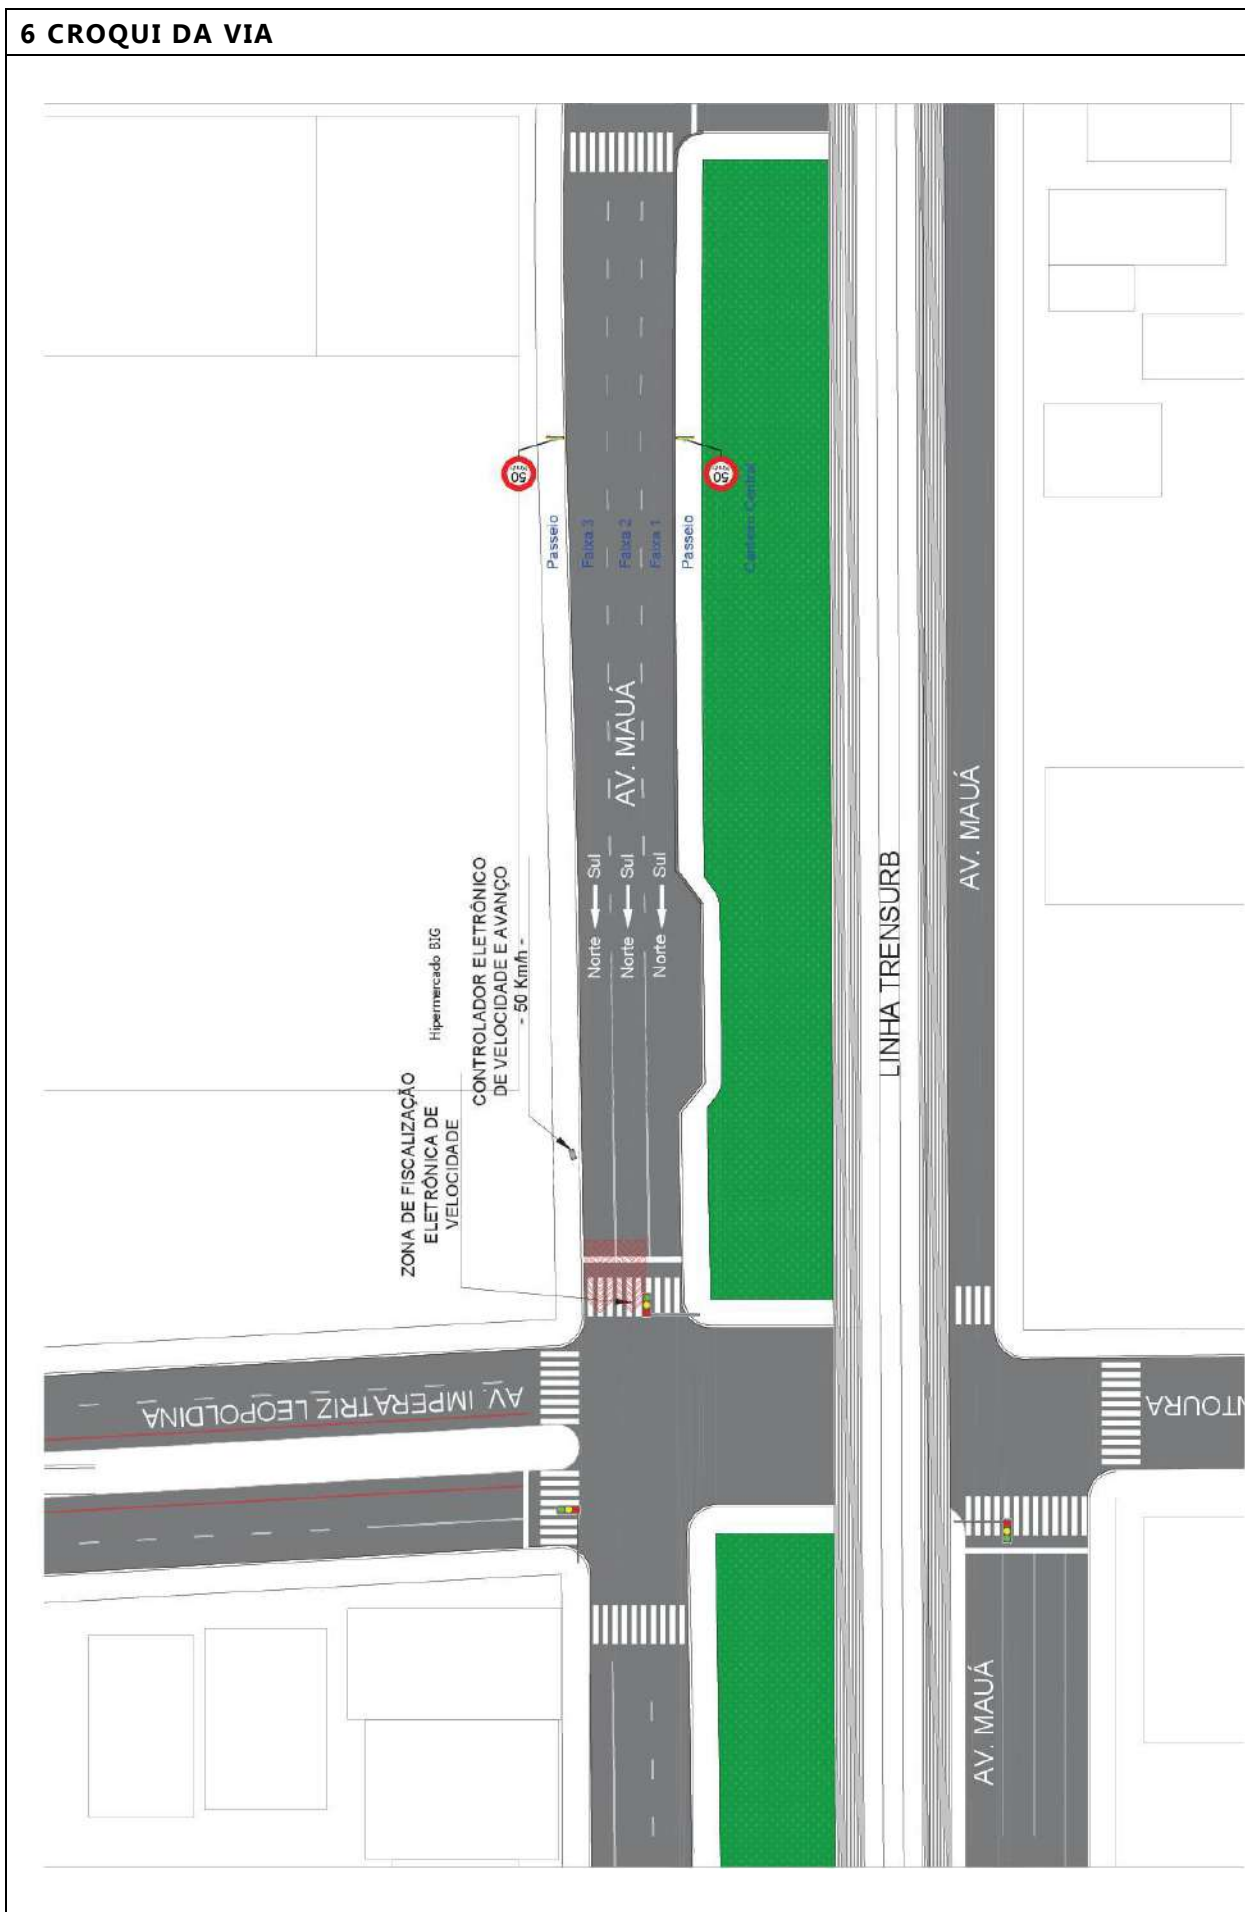 6 CROQUI DA VIA
50
50
Passeio
Faixa 3
Faixa 2
Faixa 1
Passeio
Canteiro Central
AV. MAUÁ
Norte Sul
Norte Sul
Norte Sul
Hipermercado BIG
CONTROLADOR ELETRÔNICO
DE VELOCIDADE E AVANÇO
- 50 Km/h -
ZONA DE FISCALIZAÇÃO
ELETRÔNICA DE
VELOCIDADE
LINHA TRENSURB
AV. MAUÁ
AV. IMPERATRIZ LEOPOLDINA
NTOURA
AV. MAUÁ